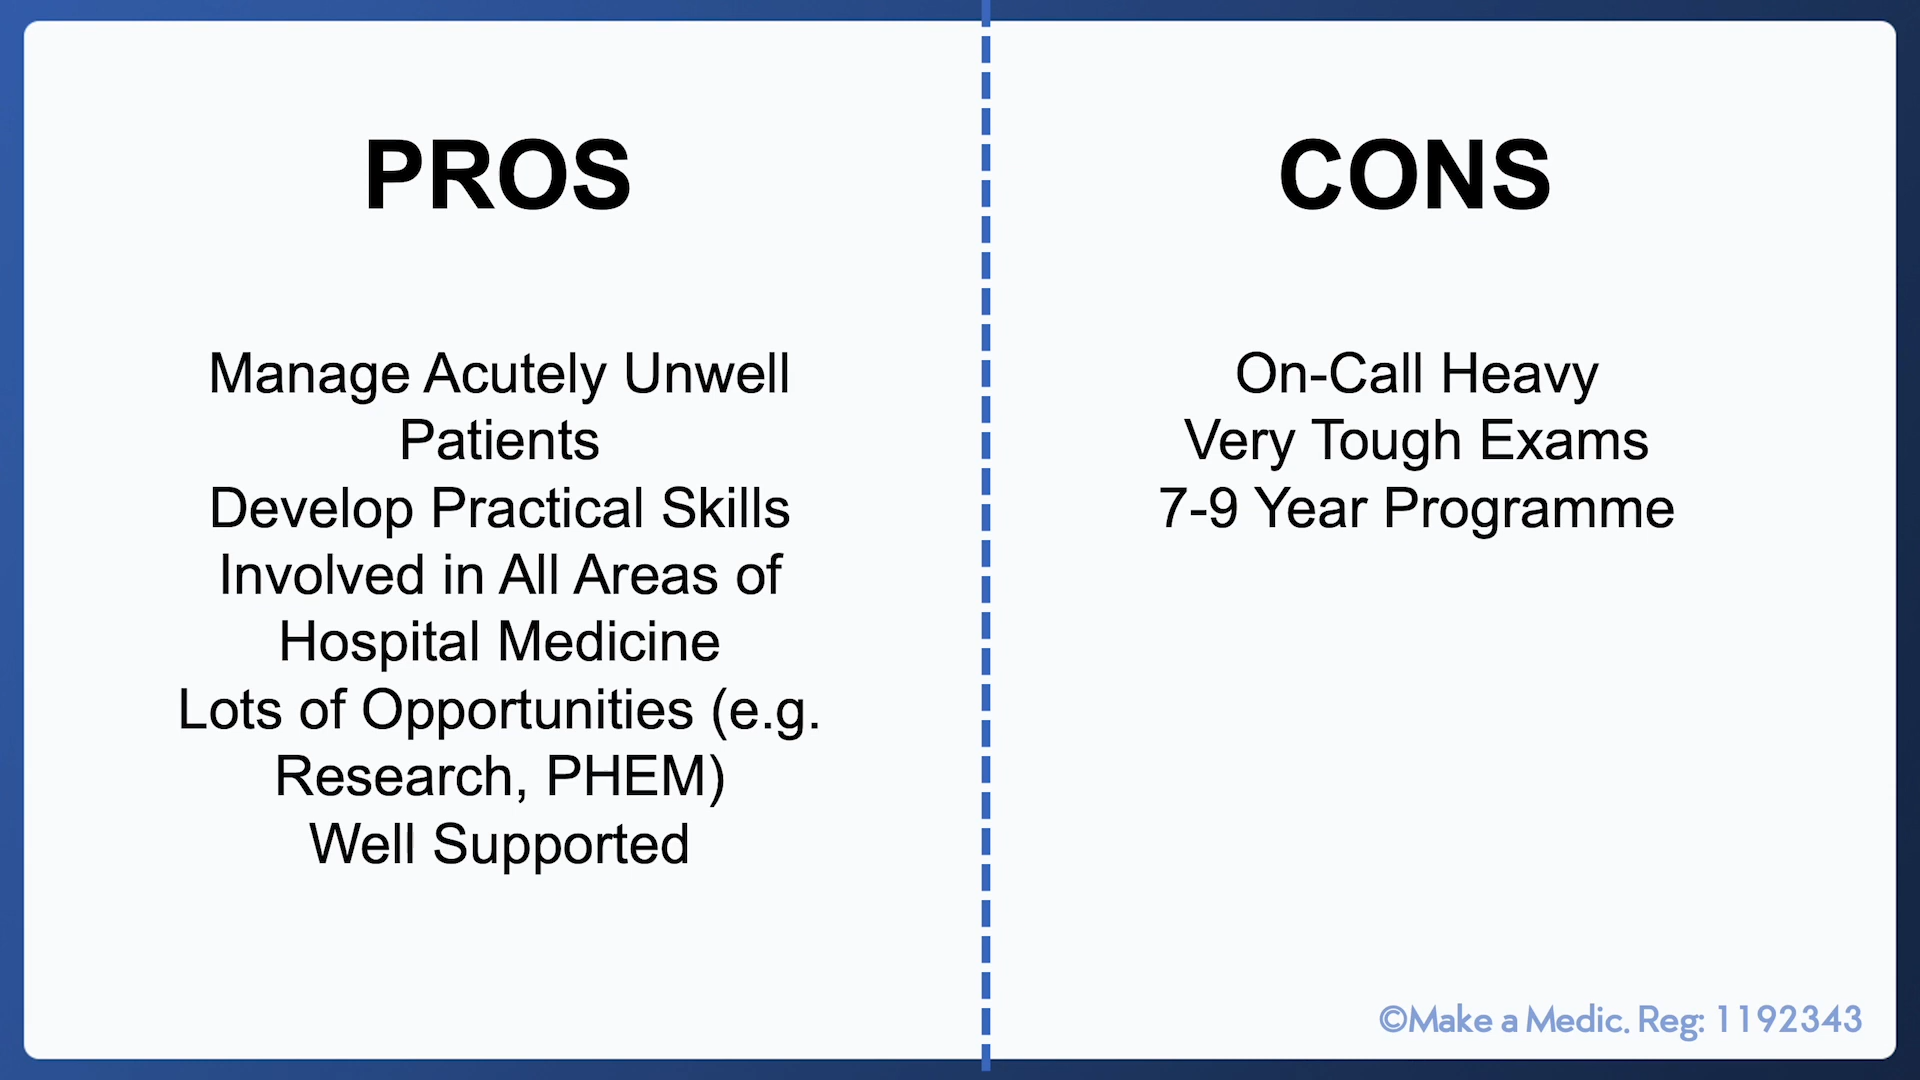 PROS
Manage Acutely Unwell
Patients
Develop Practical Skills
Involved in All Areas of
Hospital Medicine
Lots of Opportunities (e.g.
Research, PHEM)
Well Supported
CONS
On-Call Heavy
Very Tough Exams
7-9 Year Programme
©Make a Medic. Reg: 1192343